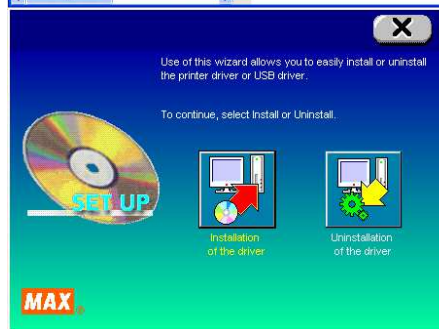 Use of this wizard allows you to easily install or uninstall
the printer driver or USB driver.
To continue, select Install or Uninstall.
SET UP
Installation
of the driver
Uninstallation
of the driver
MAX